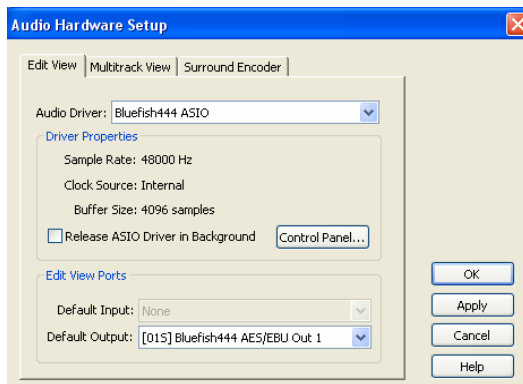 Audio Hardware Setup
Edit View
Multitrack View
Surround Encoder
Audio Driver: Bluefish444 ASIO
Driver Properties
Sample Rate: 48000 Hz
Clock Source: Internal
Buffer Size: 4096 samples
Release ASIO Driver in Background
Control Panel...
Edit View Ports
Default Input: None
Default Output: [01S] Bluefish444 AES/EBU Out 1
OK
Apply
Cancel
Help